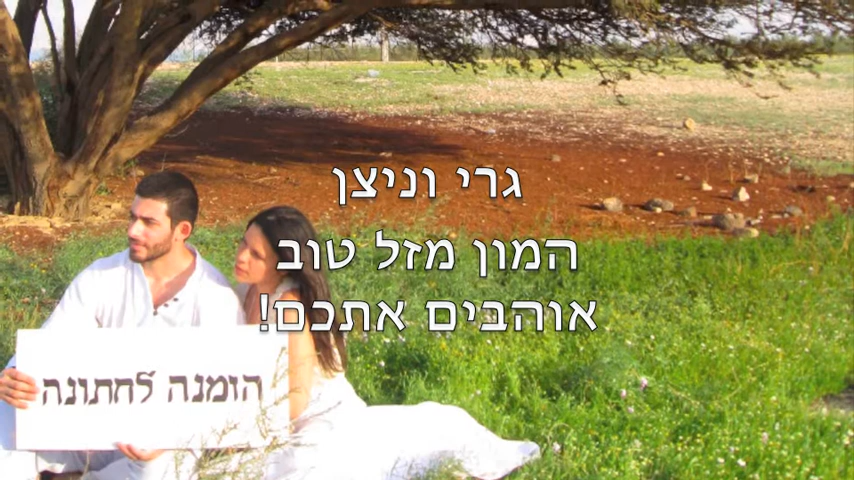 גרי וניצן
המון מזל טוב
אוהבים אתכם!
הזמנה לחתונה